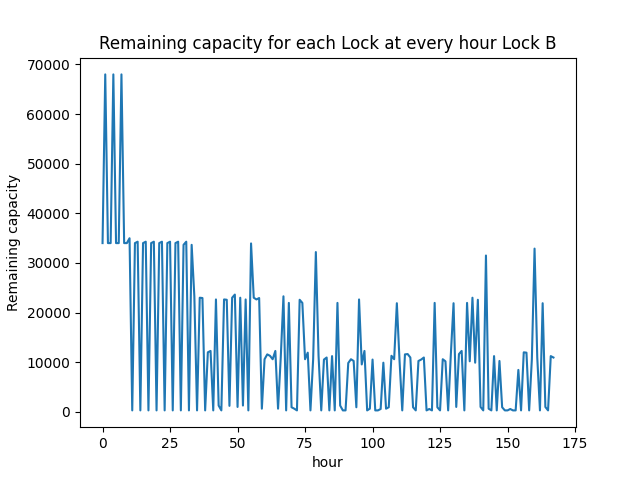 Remaining capacity for each Lock at every hour Lock B
70000
60000
50000
40000
30000
20000
10000
0
Remaining capacity
0 25 50 75 100 125 150 175
hour